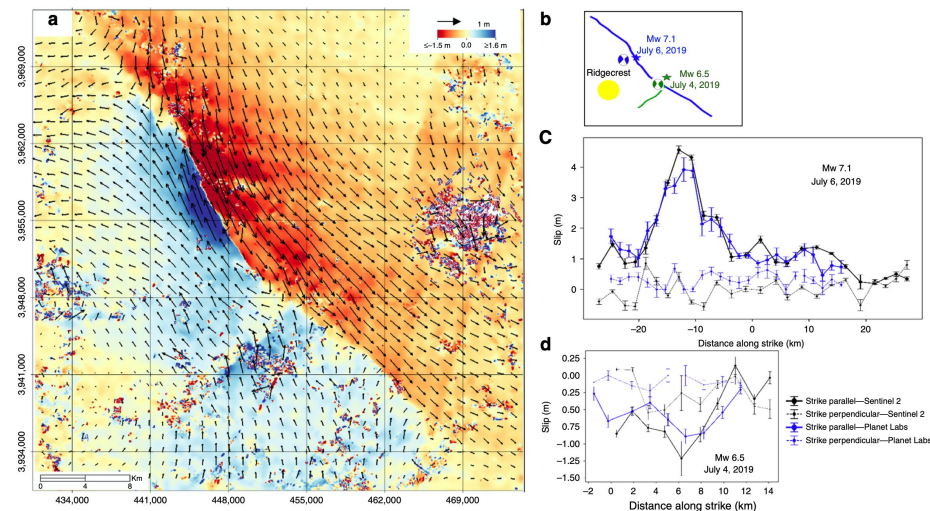 a
1 m
≤–1.5 m 0.0 ≥1.6 m
3,969,000
3,962,000
3,955,000
3,948,000
3,941,000
3,934,000
Km
0 4 8
434,000 441,000 448,000 455,000 462,000 469,000
b
Mw 7.1
July 6, 2019
Ridgecrest
Mw 6.5
July 4, 2019
c
Mw 7.1
July 6, 2019
4
3
2
1
0
Slip (m)
–20 –10 0 10 20
Distance along strike (km)
d
0.25
0.00
0.25
0.50
0.75
–1.00
–1.25
–1.50
Slip (m)
Mw 6.5
July 4, 2019
–2 0 2 4 6 8 10 12 14
Distance along strike (km)
Strike parallel—Sentinel 2
Strike perpendicular—Sentinel 2
Strike parallel—Planet Labs
Strike perpendicular—Planet Labs